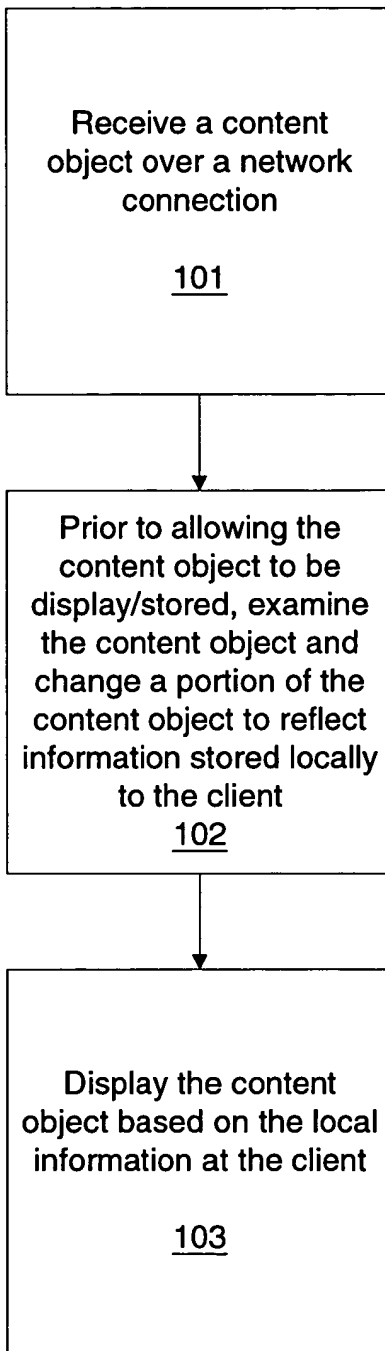 Receive a content
object over a network
connection
101
Prior to allowing the
content object to be
display/stored, examine
the content object and
change a portion of the
content object to reflect
information stored locally
to the client
102
Display the content
object based on the local
information at the client
103